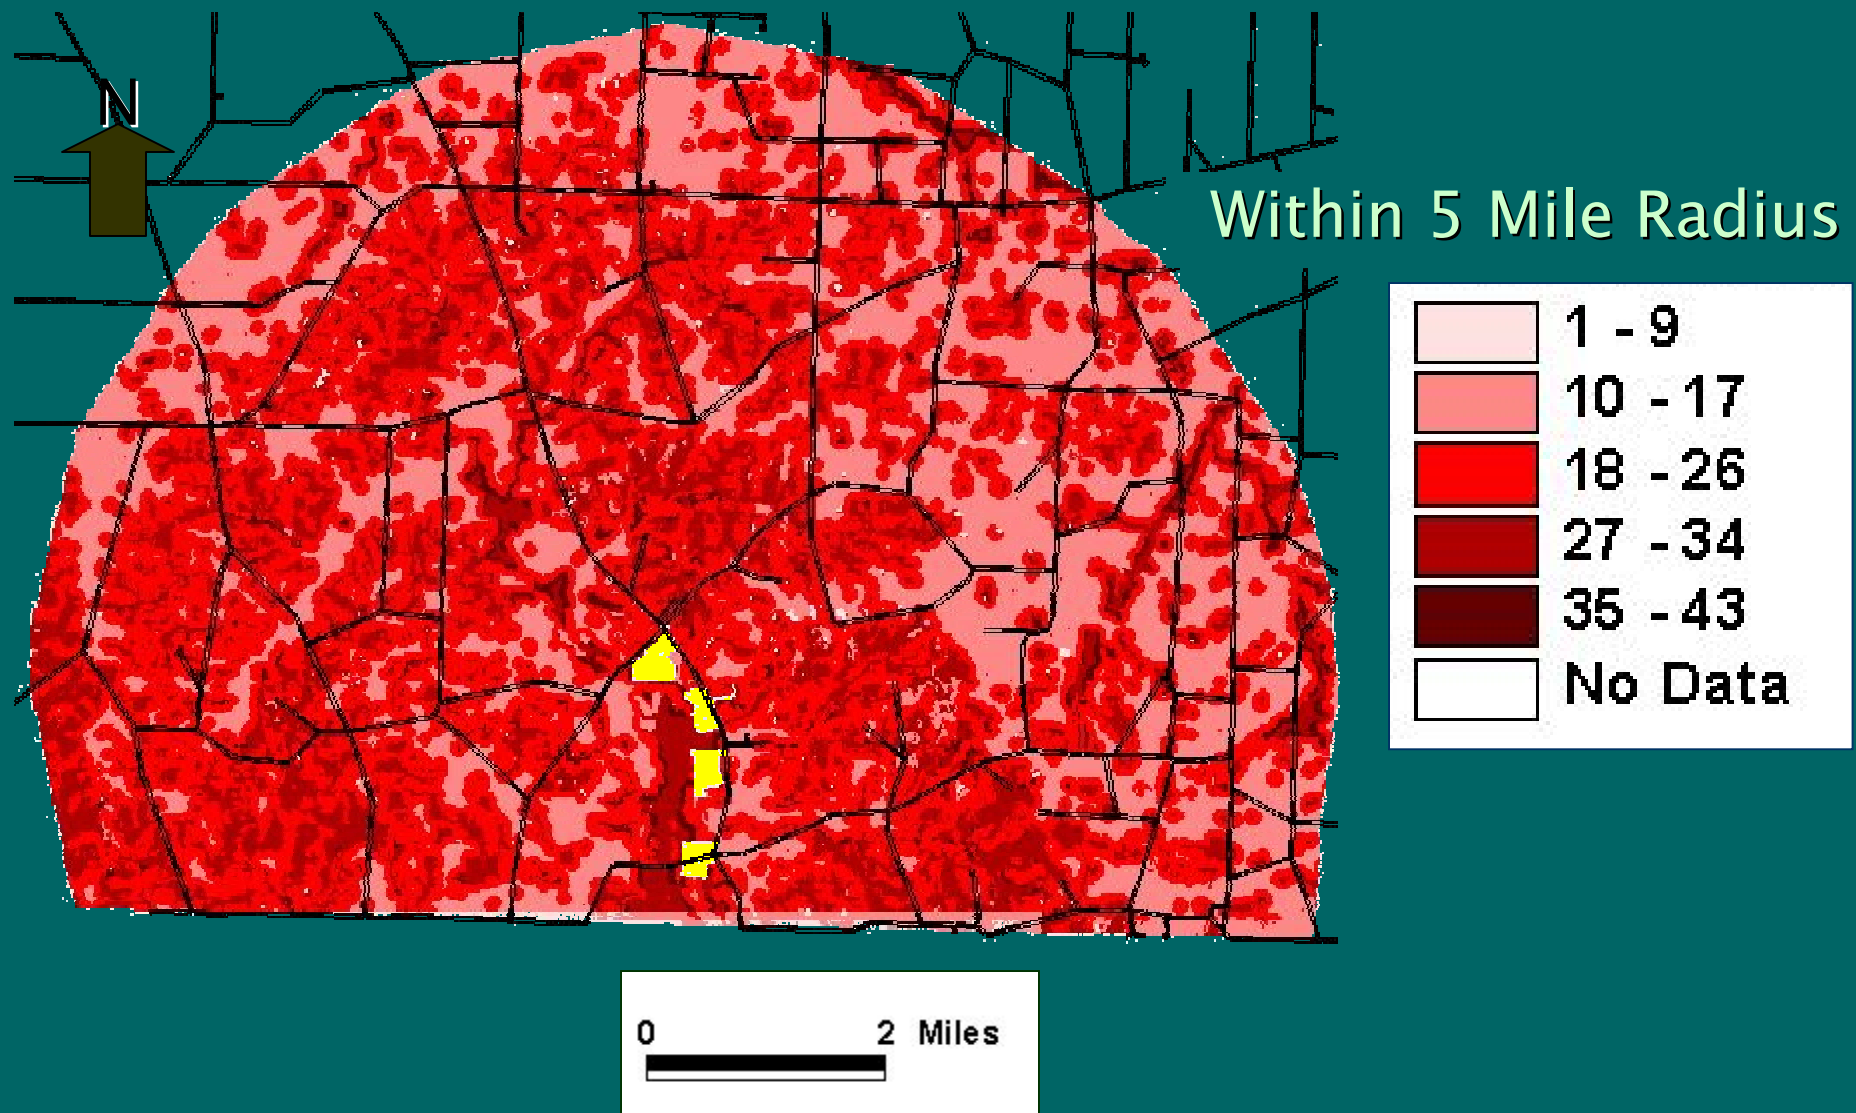 N
Within 5 Mile Radius
1 - 9
10 - 17
18 - 26
27 - 34
35 - 43
No Data
0 2 Miles